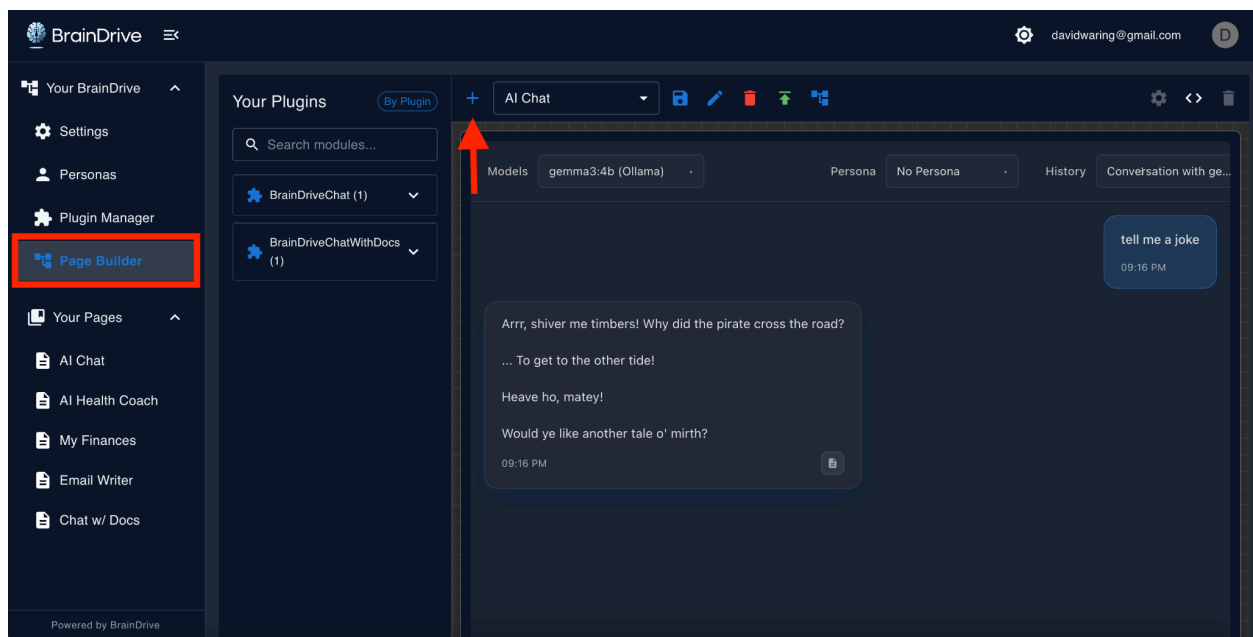 BrainDrive
davidwaring@gmail.com
D
Your BrainDrive
Settings
Personas
Plugin Manager
Page Builder
Your Pages
AI Chat
AI Health Coach
My Finances
Email Writer
Chat w/ Docs
Powered by BrainDrive
Your Plugins
By Plugin
Search modules...
BrainDriveChat (1)
BrainDriveChatWithDocs
(1)
AI Chat
Models gemma3:4b (Ollama) Persona No Persona History Conversation with ge...
tell me a joke
09:16 PM
Arrr, shiver me timbers! Why did the pirate cross the road?
... To get to the other tide!
Heave ho, matey!
Would ye like another tale o' mirth?
09:16 PM